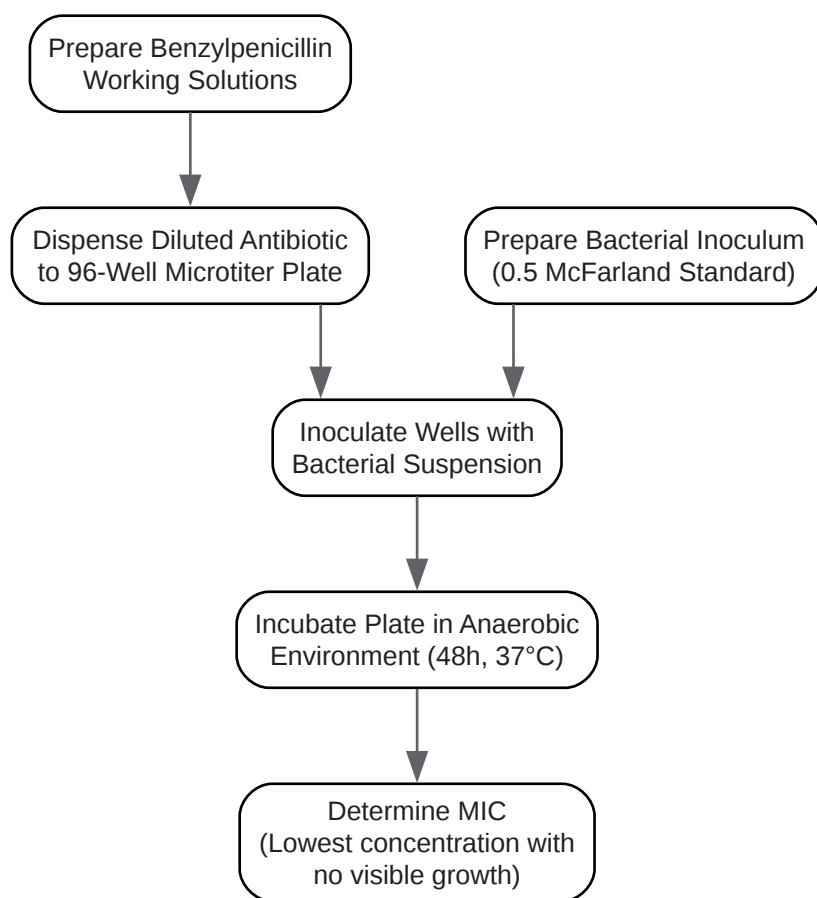 Prepare Benzylpenicillin
Working Solutions
Dispense Diluted Antibiotic
to 96-Well Microtiter Plate
Prepare Bacterial Inoculum
(0.5 McFarland Standard)
Inoculate Wells with
Bacterial Suspension
Incubate Plate in Anaerobic
Environment (48h, 37°C)
Determine MIC
(Lowest concentration with
no visible growth)